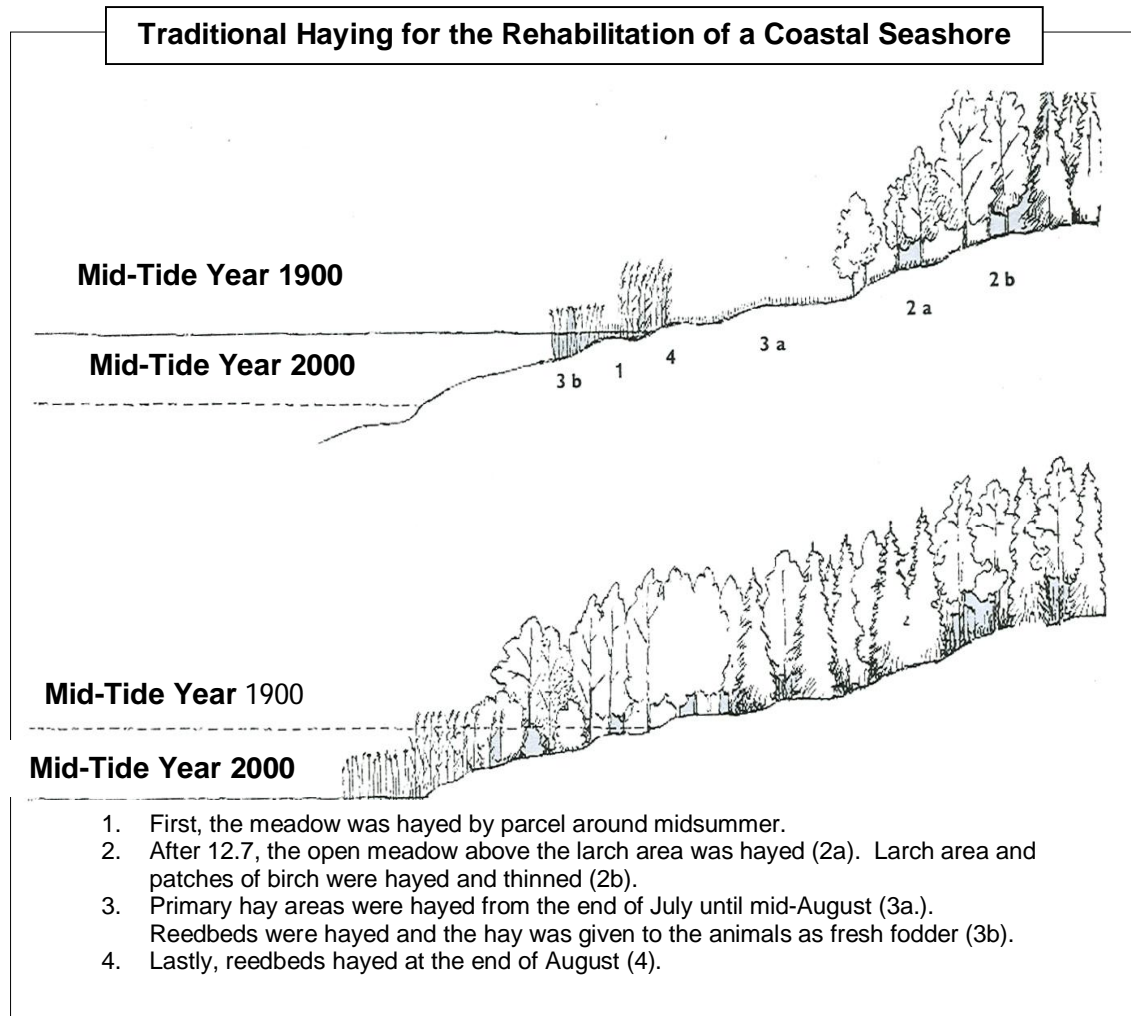 Traditional Haying for the Rehabilitation of a Coastal Seashore
Mid-Tide Year 1900
2 b
2 a
Mid-Tide Year 2000
3 a
4
1
3 b
Mid-Tide Year 1900
Mid-Tide Year 2000
1. First, the meadow was hayed by parcel around midsummer.
2. After 12.7, the open meadow above the larch area was hayed (2a). Larch area and
patches of birch were hayed and thinned (2b).
3. Primary hay areas were hayed from the end of July until mid-August (3a.).
Reedbeds were hayed and the hay was given to the animals as fresh fodder (3b).
4. Lastly, reedbeds hayed at the end of August (4).